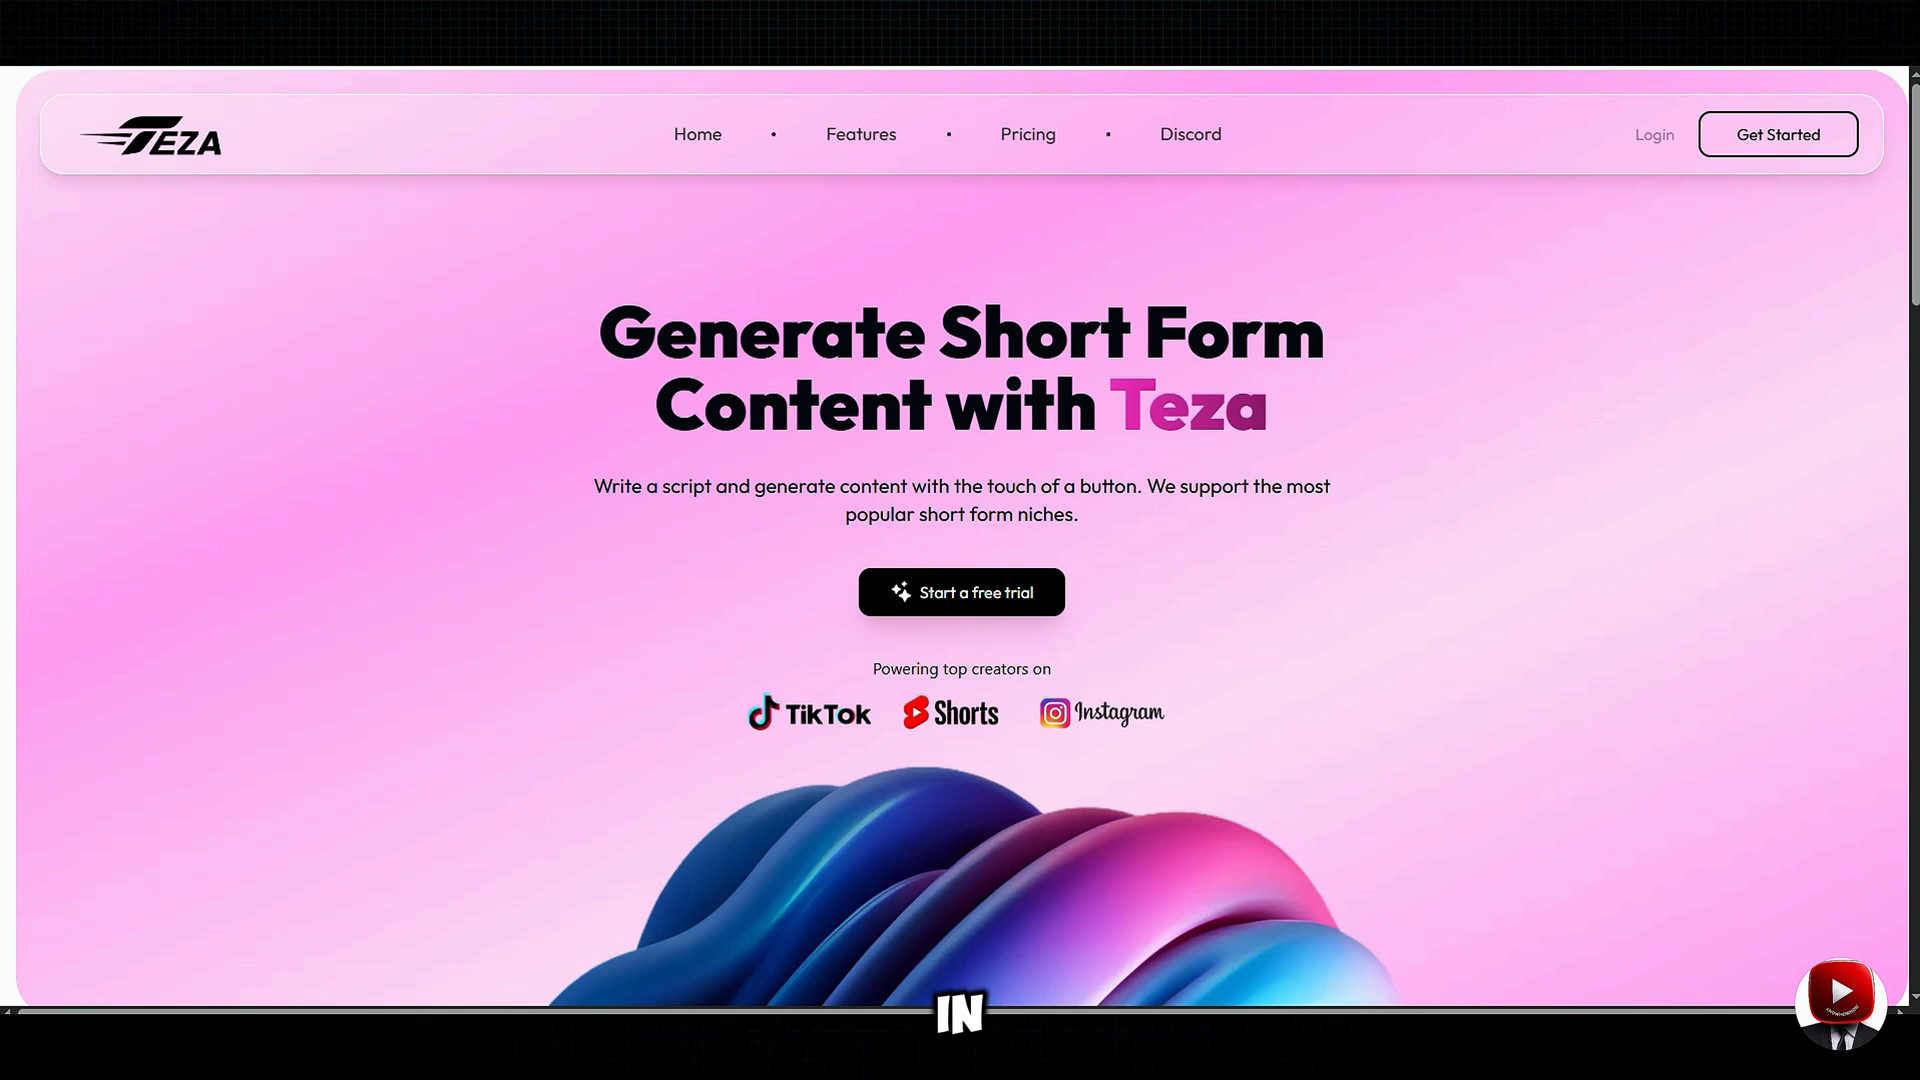 TEZA
Home • Features • Pricing • Discord
Login
Get Started
Generate Short Form
Content with Teza
Write a script and generate content with the touch of a button. We support the most
popular short form niches.
Start a free trial
Powering top creators on
TikTok
Shorts
Instagram
IN